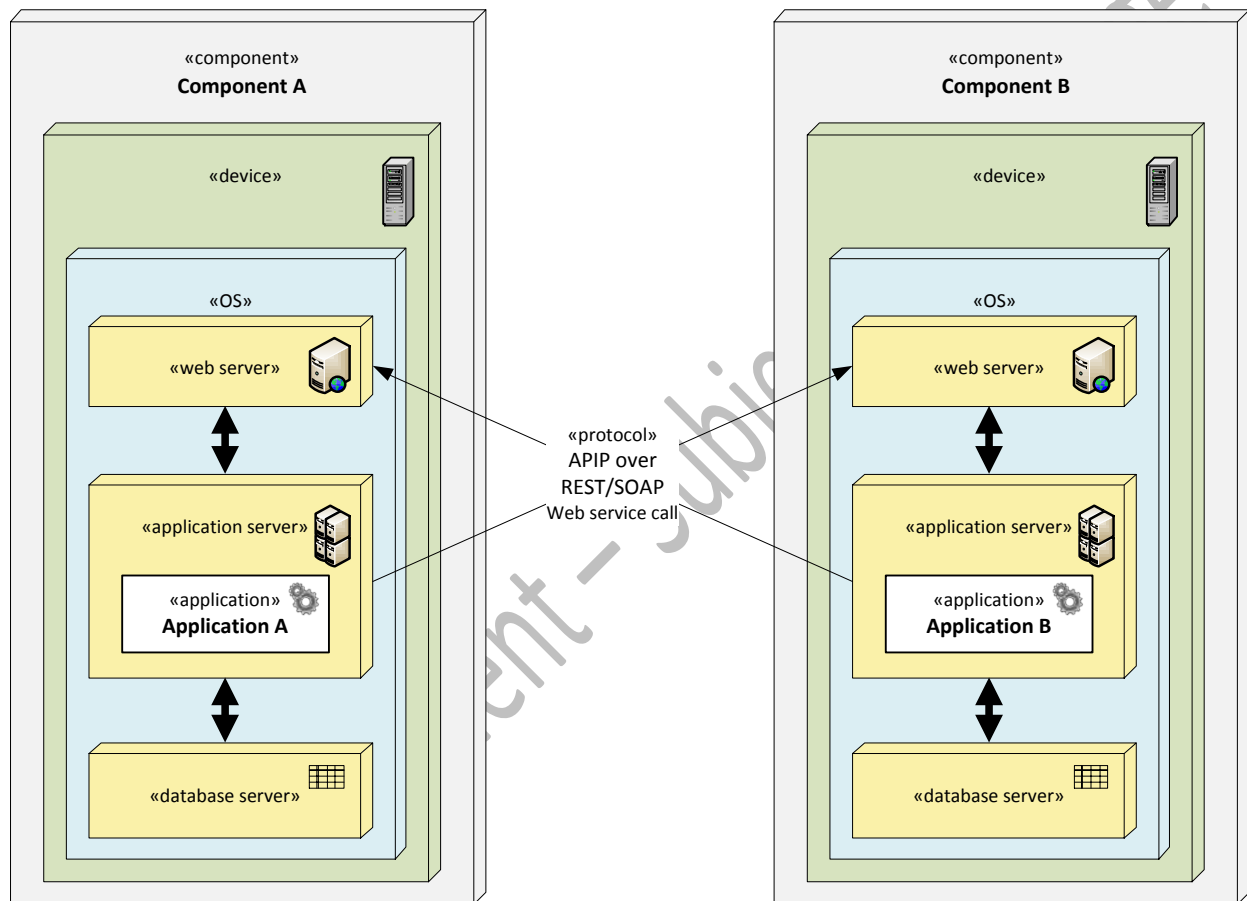 «component»
Component A
«device»
«OS»
«web server»
«application server»
«application»
Application A
«database server»
«protocol»
APIP over
REST/SOAP
Web service call
«component»
Component B
«device»
«OS»
«web server»
«application server»
«application»
Application B
«database server»